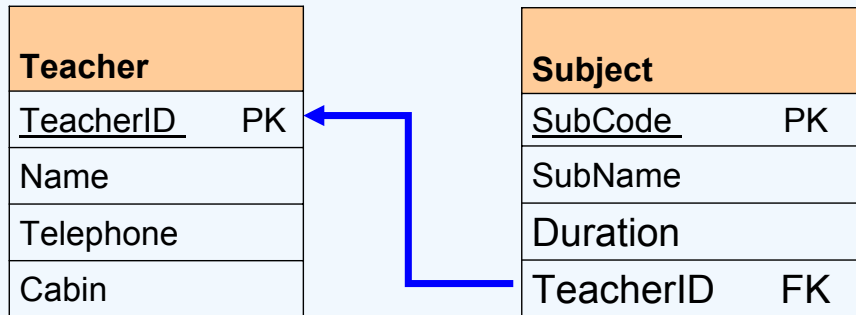 Teacher
TeacherID PK
Name
Telephone
Cabin
Subject
SubCode PK
SubName
Duration
TeacherID FK